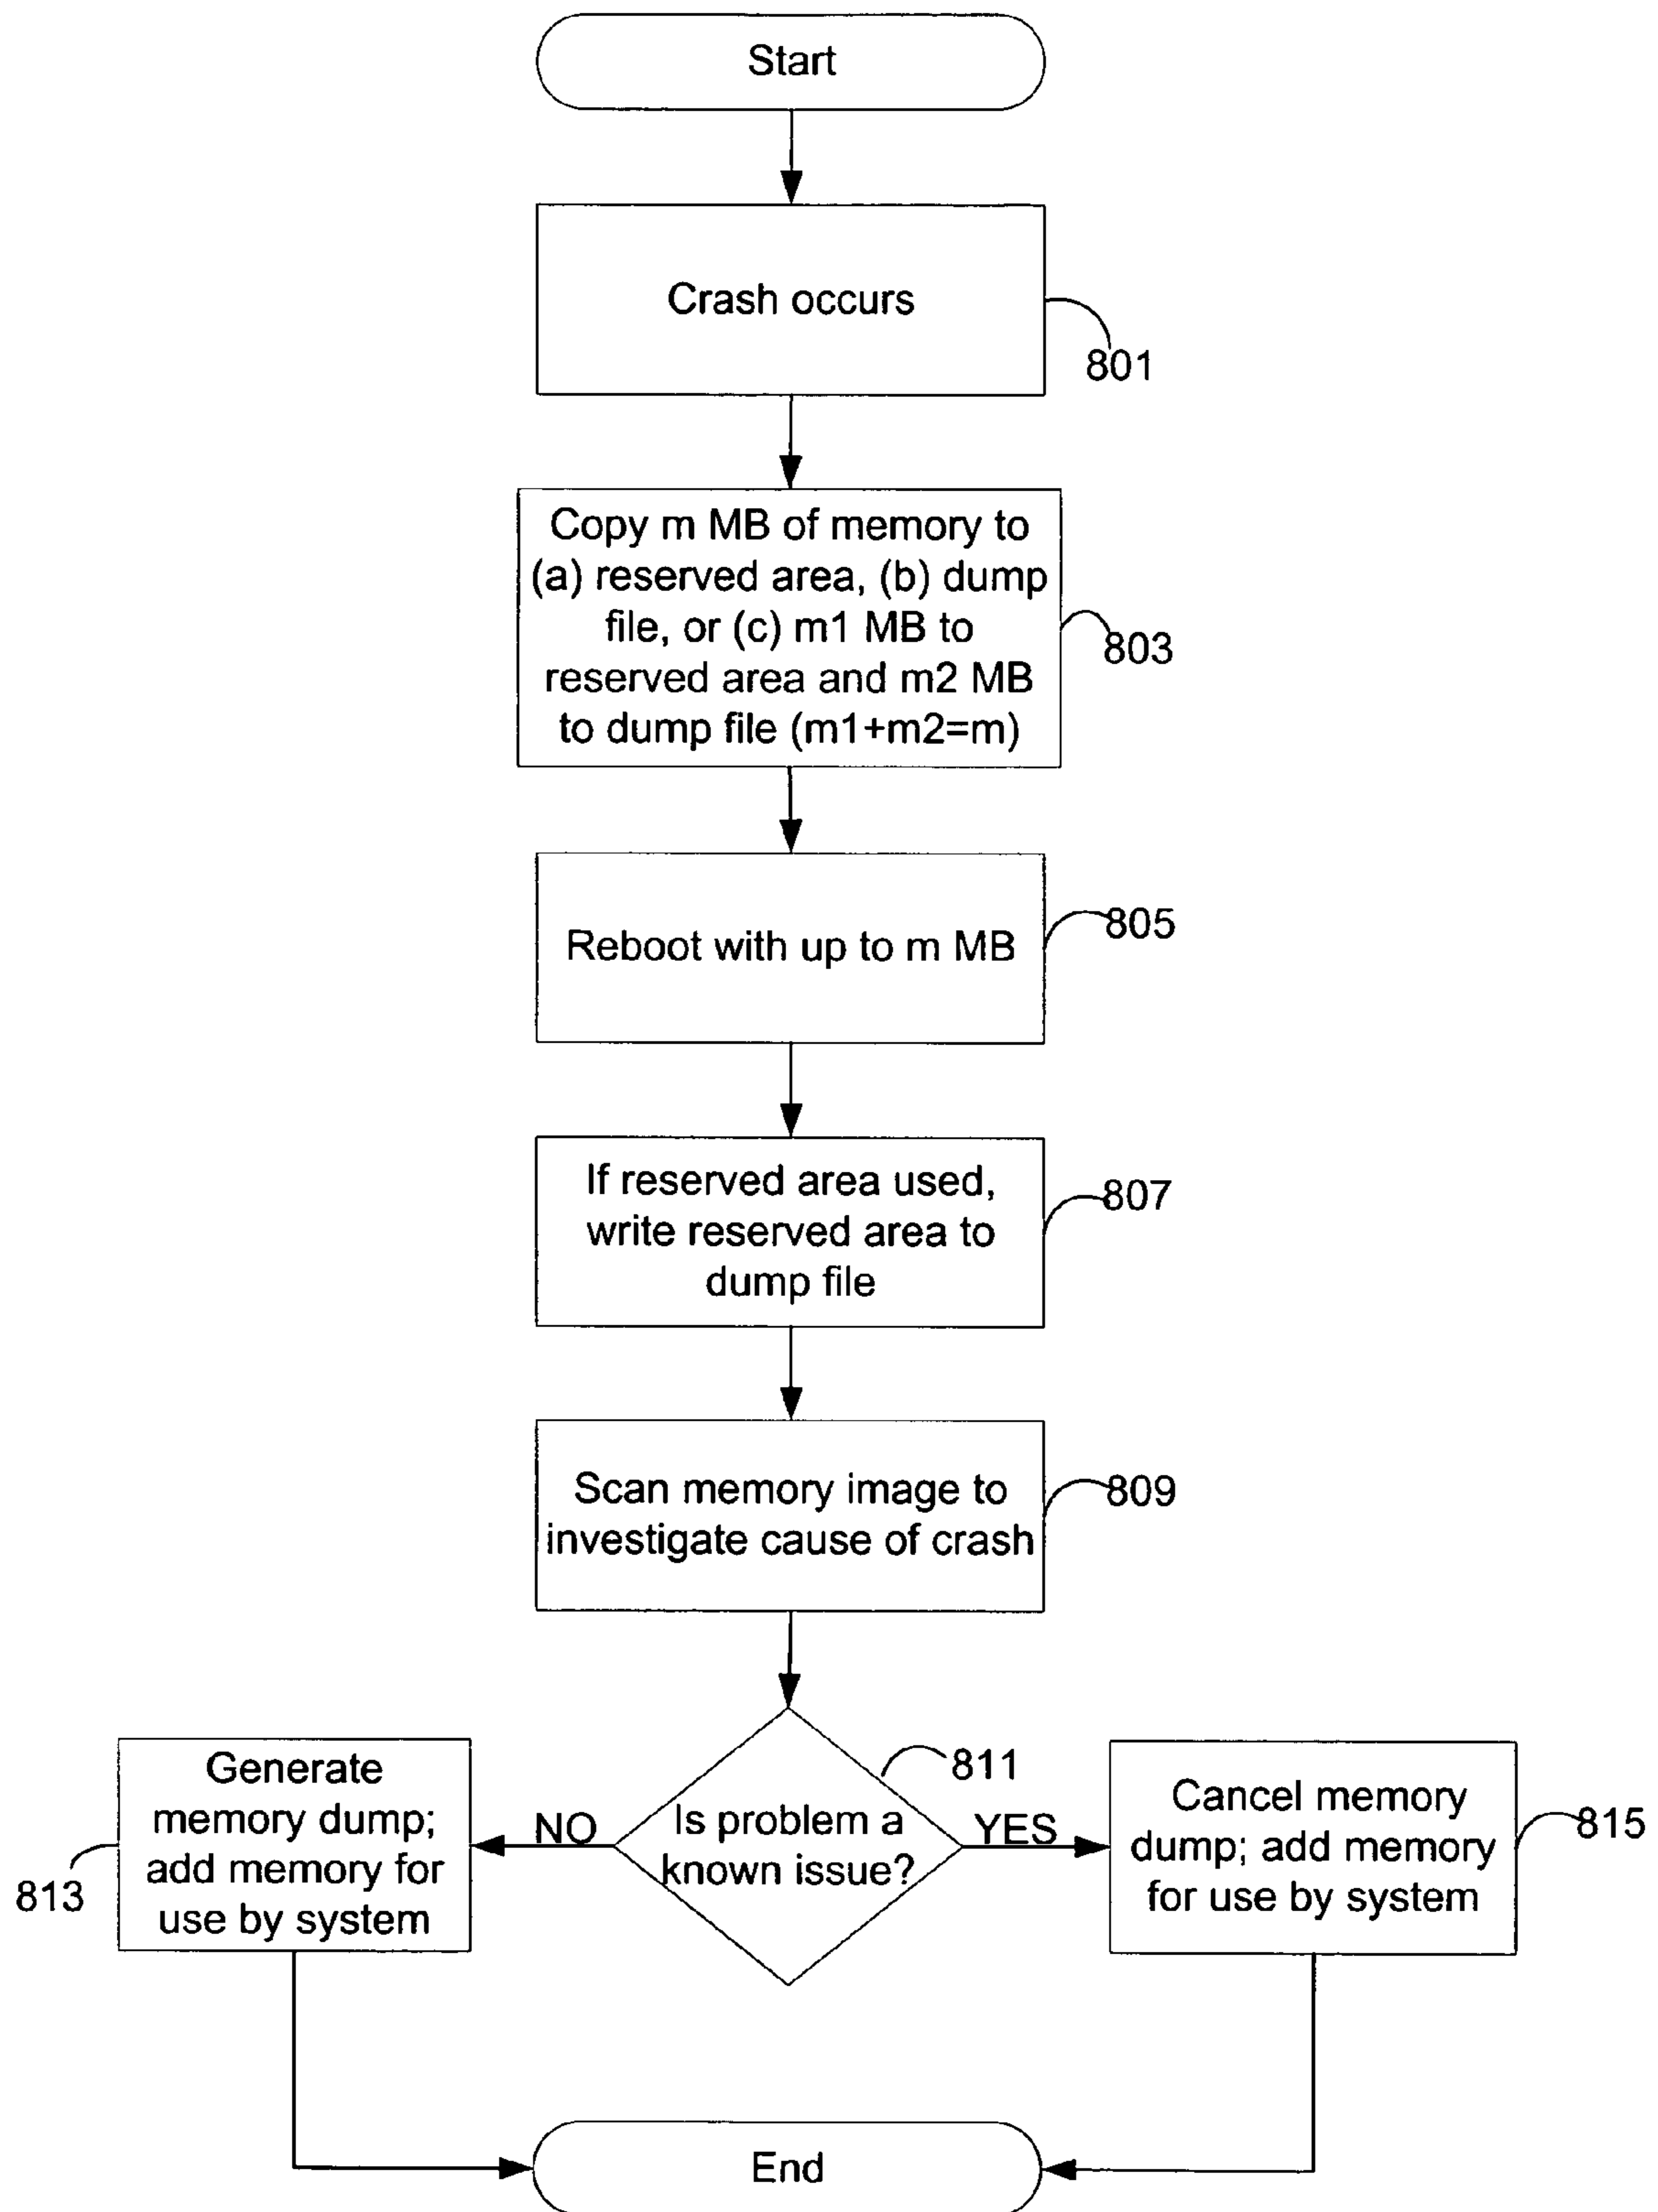 Start
Crash occurs
801
Copy m MB of memory to
(a) reserved area, (b) dump
file, or (c) m1 MB to
reserved area and m2 MB
to dump file (m1+m2=m)
803
Reboot with up to m MB
805
If reserved area used,
write reserved area to
dump file
807
Scan memory image to
investigate cause of crash
809
Is problem a
known issue?
811
NO
YES
Generate
memory dump;
add memory for
use by system
813
Cancel memory
dump; add memory
for use by system
815
End